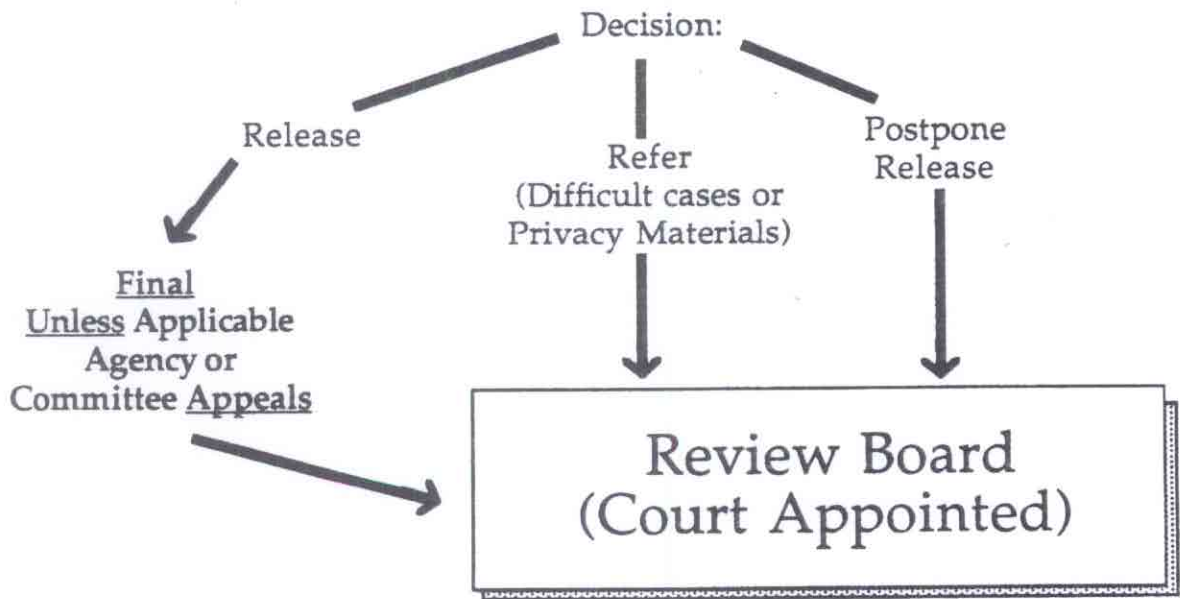 Decision:
Release
Refer
(Difficult cases or
Privacy Materials)
Postpone
Release
Final
Unless Applicable
Agency or
Committee Appeals
Review Board
(Court Appointed)